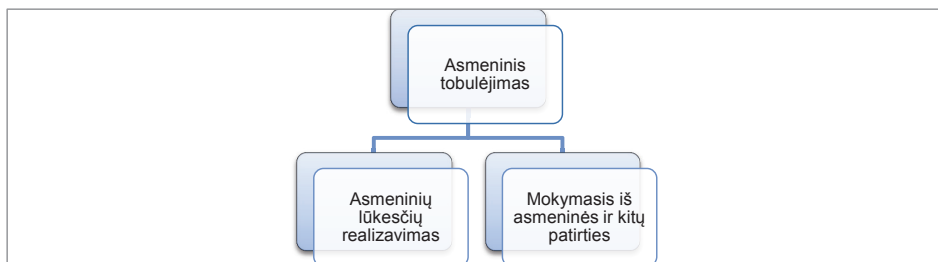 Asmeninis
tobulėjimas
Asmeninių
lūkesčių
realizavimas
Mokymasis iš
asmeninės ir kitų
patirties